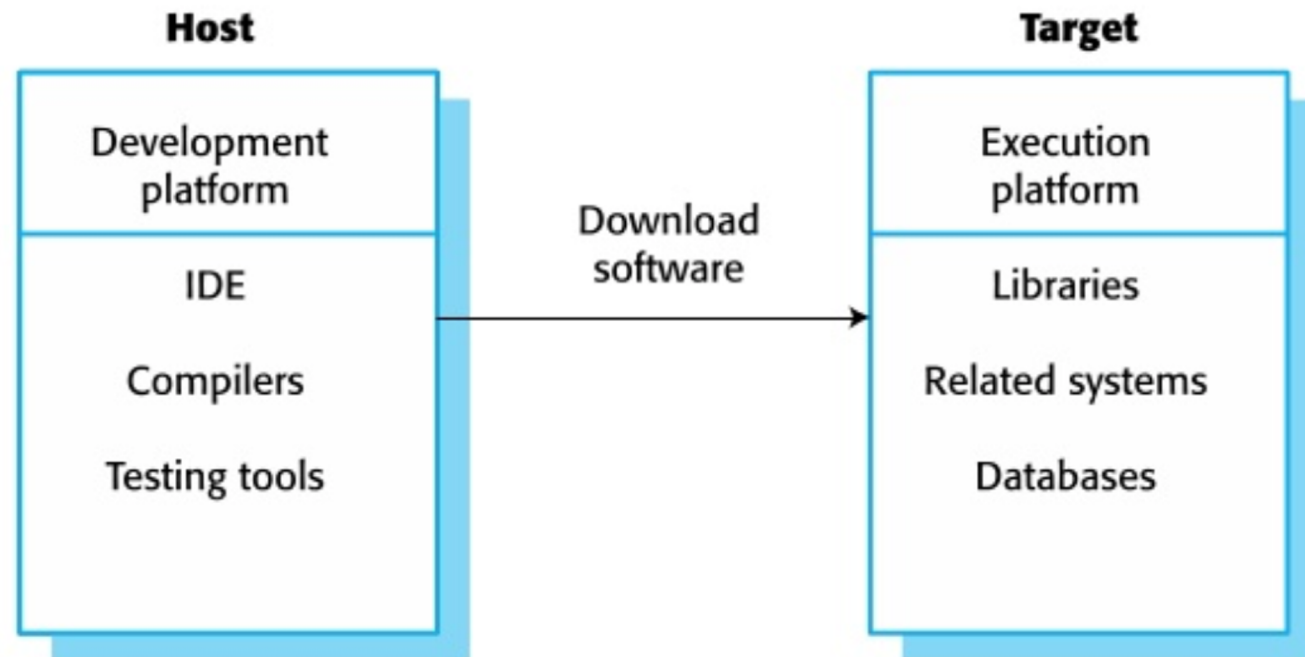 Host
Development
platform
IDE
Compilers
Testing tools
Download
software
Target
Execution
platform
Libraries
Related systems
Databases